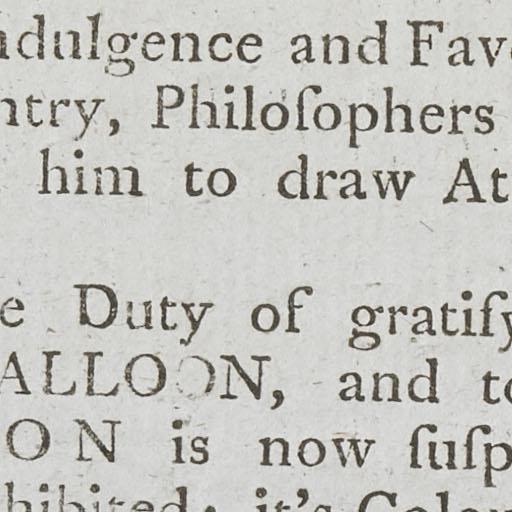 ndulgence and Fav
ntry, Philoſophers
him to draw At
e Duty of gratify
ALLOON, and to
ON is now ſuſp
hibited; it's Colou